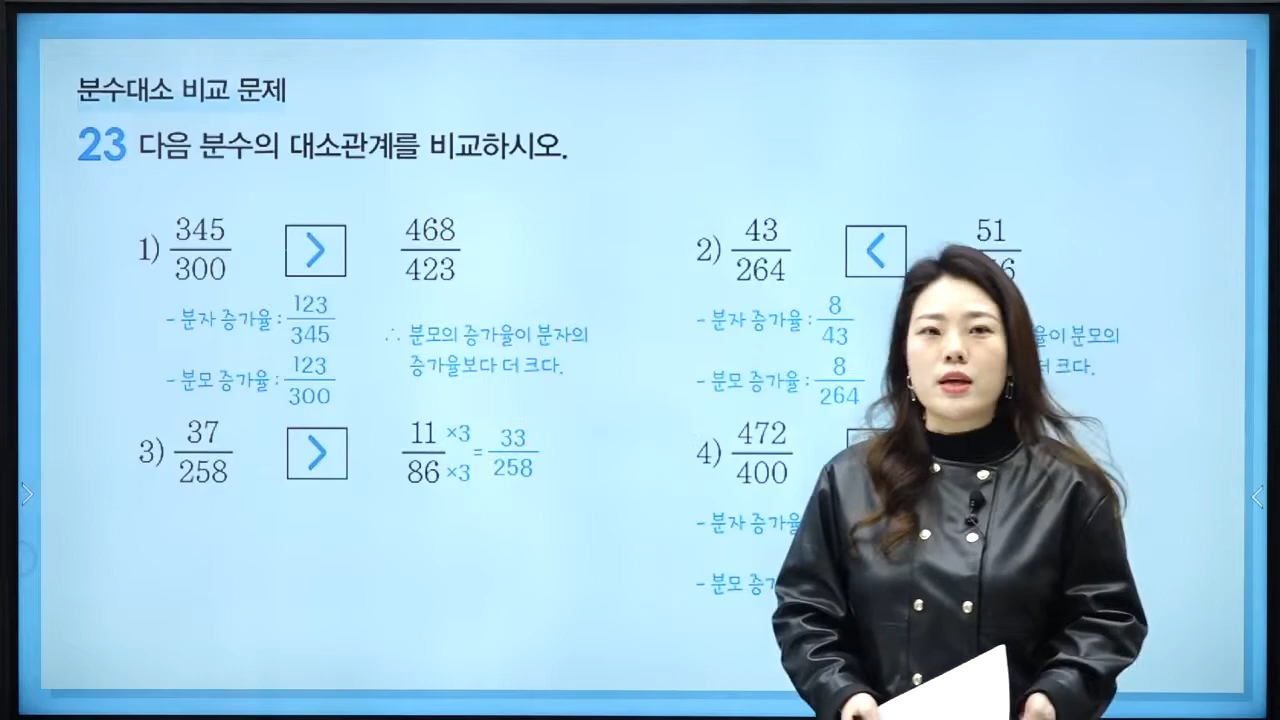 분수대소 비교 문제
23 다음 분수의 대소관계를 비교하시오.
1) 345/300 > 468/423
- 분자 증가율 : 123/345
- 분모 증가율 : 123/300
∴ 분모의 증가율이 분자의
증가율보다 더 크다.
2) 43/264 < 51
- 분자 증가율 : 8/43
- 분모 증가율 : 8/264
분모의
크다.
3) 37/258 > 11/86 ×3 ×3 = 33/258
4) 472/400
- 분자 증가율
- 분모